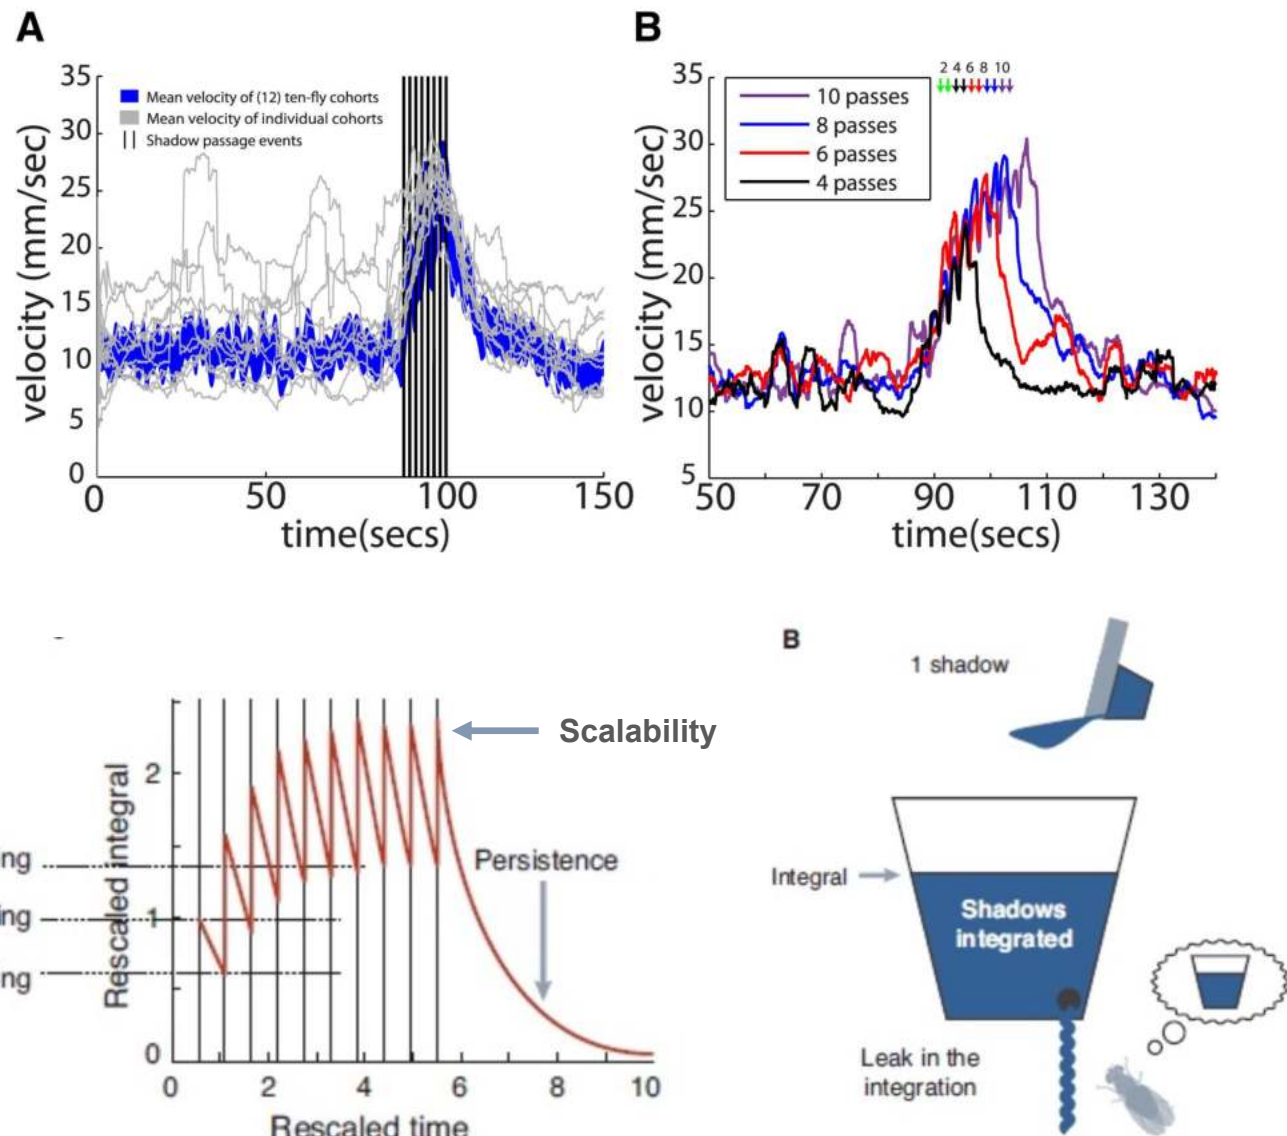 A
35
30
25
20
15
10
5
0
velocity (mm/sec)
Mean velocity of (12) ten-fly cohorts
Mean velocity of individual cohorts
Shadow passage events
0 50 100 150
time(secs)
B
35
30
25
20
15
10
5
velocity (mm/sec)
2 4 6 8 10
10 passes
8 passes
6 passes
4 passes
50 70 90 110 130
time(secs)
Rescaled integral
2
1
0
ing
ing
ng
Scalability
Persistence
0 2 4 6 8 10
Rescaled time
B
1 shadow
Integral
Shadows
integrated
Leak in the
integration